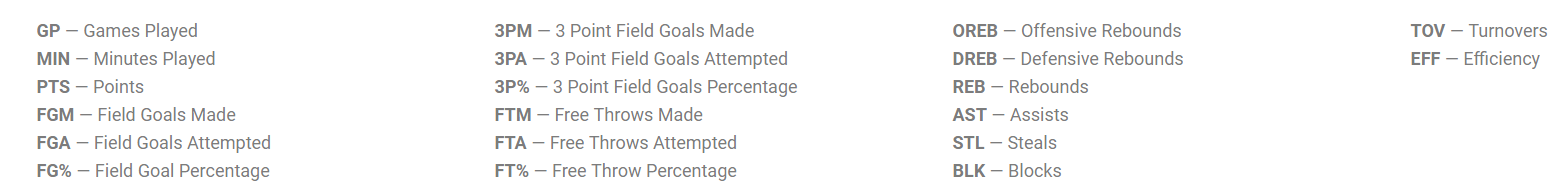 GP — Games Played
MIN — Minutes Played
PTS — Points
FGM — Field Goals Made
FGA — Field Goals Attempted
FG% — Field Goal Percentage
3PM — 3 Point Field Goals Made
3PA — 3 Point Field Goals Attempted
3P% — 3 Point Field Goals Percentage
FTM — Free Throws Made
FTA — Free Throws Attempted
FT% — Free Throw Percentage
OREB — Offensive Rebounds
DREB — Defensive Rebounds
REB — Rebounds
AST — Assists
STL — Steals
BLK — Blocks
TOV — Turnovers
EFF — Efficiency